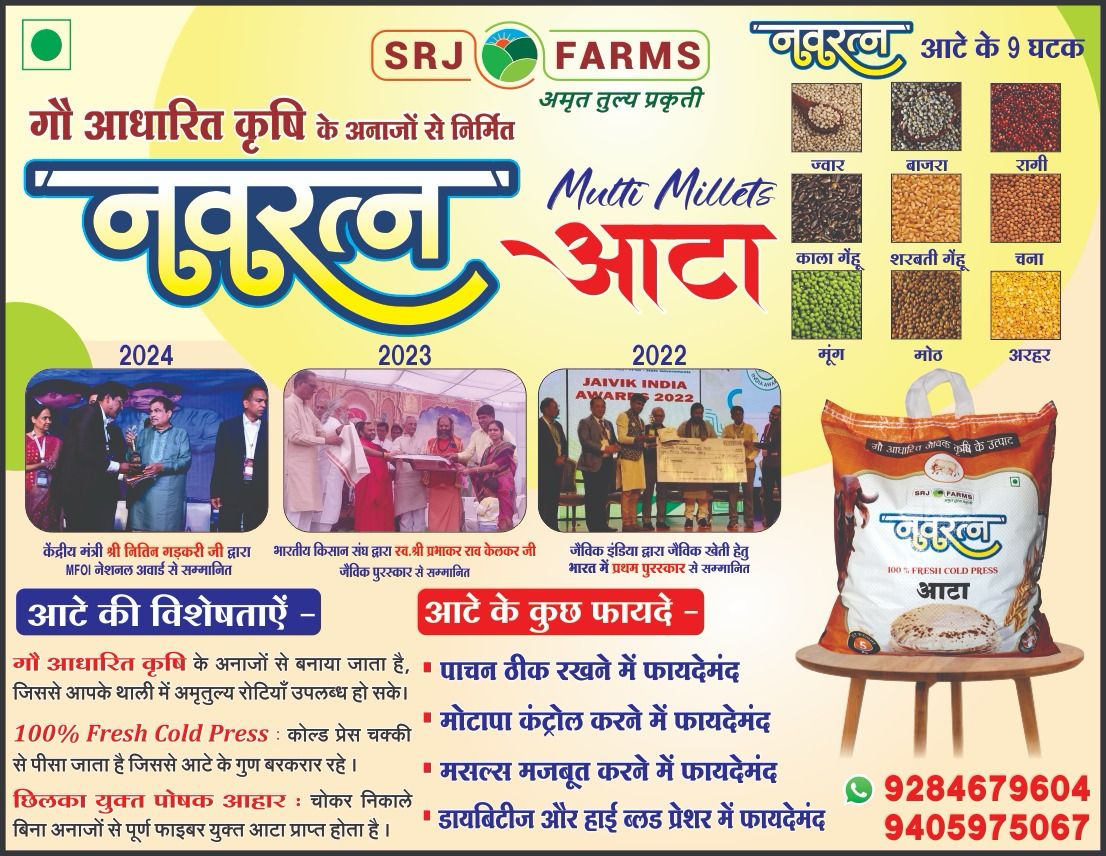 SRJ FARMS
अमृत तुल्य प्रकृती
गौ आधारित कृषि के अनाजों से निर्मित
नवरत्न
Multi Millets
आटा
नवरत्न आटे के 9 घटक
ज्वार बाजरा रागी
काला गेंहू शरबती गेंहू चना
मूंग मोठ अरहर
2024
केंद्रीय मंत्री श्री नितिन गड़करी जी द्वारा
MFOI नेशनल अवार्ड से सम्मानित
2023
भारतीय किसान संघ द्वारा स्व.श्री प्रभाकर राव केलकर जी
जैविक पुरस्कार से सम्मानित
2022
JAIVIK INDIA
AWARDS 2022
जैविक इंडिया द्वारा जैविक खेती हेतु
भारत में प्रथम पुरस्कार से सम्मानित
गौ आधारित जैविक कृषि के उत्पाद
SRJ FARMS
नवरत्न
100 % FRESH COLD PRESS
आटा
5
आटे की विशेषताऐं -
गौ आधारित कृषि के अनाजों से बनाया जाता है,
जिससे आपके थाली में अमृतुल्य रोटियाँ उपलब्ध हो सके।
100% Fresh Cold Press : कोल्ड प्रेस चक्की
से पीसा जाता है जिससे आटे के गुण बरकरार रहे ।
छिलका युक्त पोषक आहार : चोकर निकाले
बिना अनाजों से पूर्ण फाइबर युक्त आटा प्राप्त होता है ।
आटे के कुछ फायदे -
पाचन ठीक रखने में फायदेमंद
मोटापा कंट्रोल करने में फायदेमंद
मसल्स मजबूत करने में फायदेमंद
डायबिटीज और हाई ब्लड प्रेशर में फायदेमंद
9284679604
9405975067